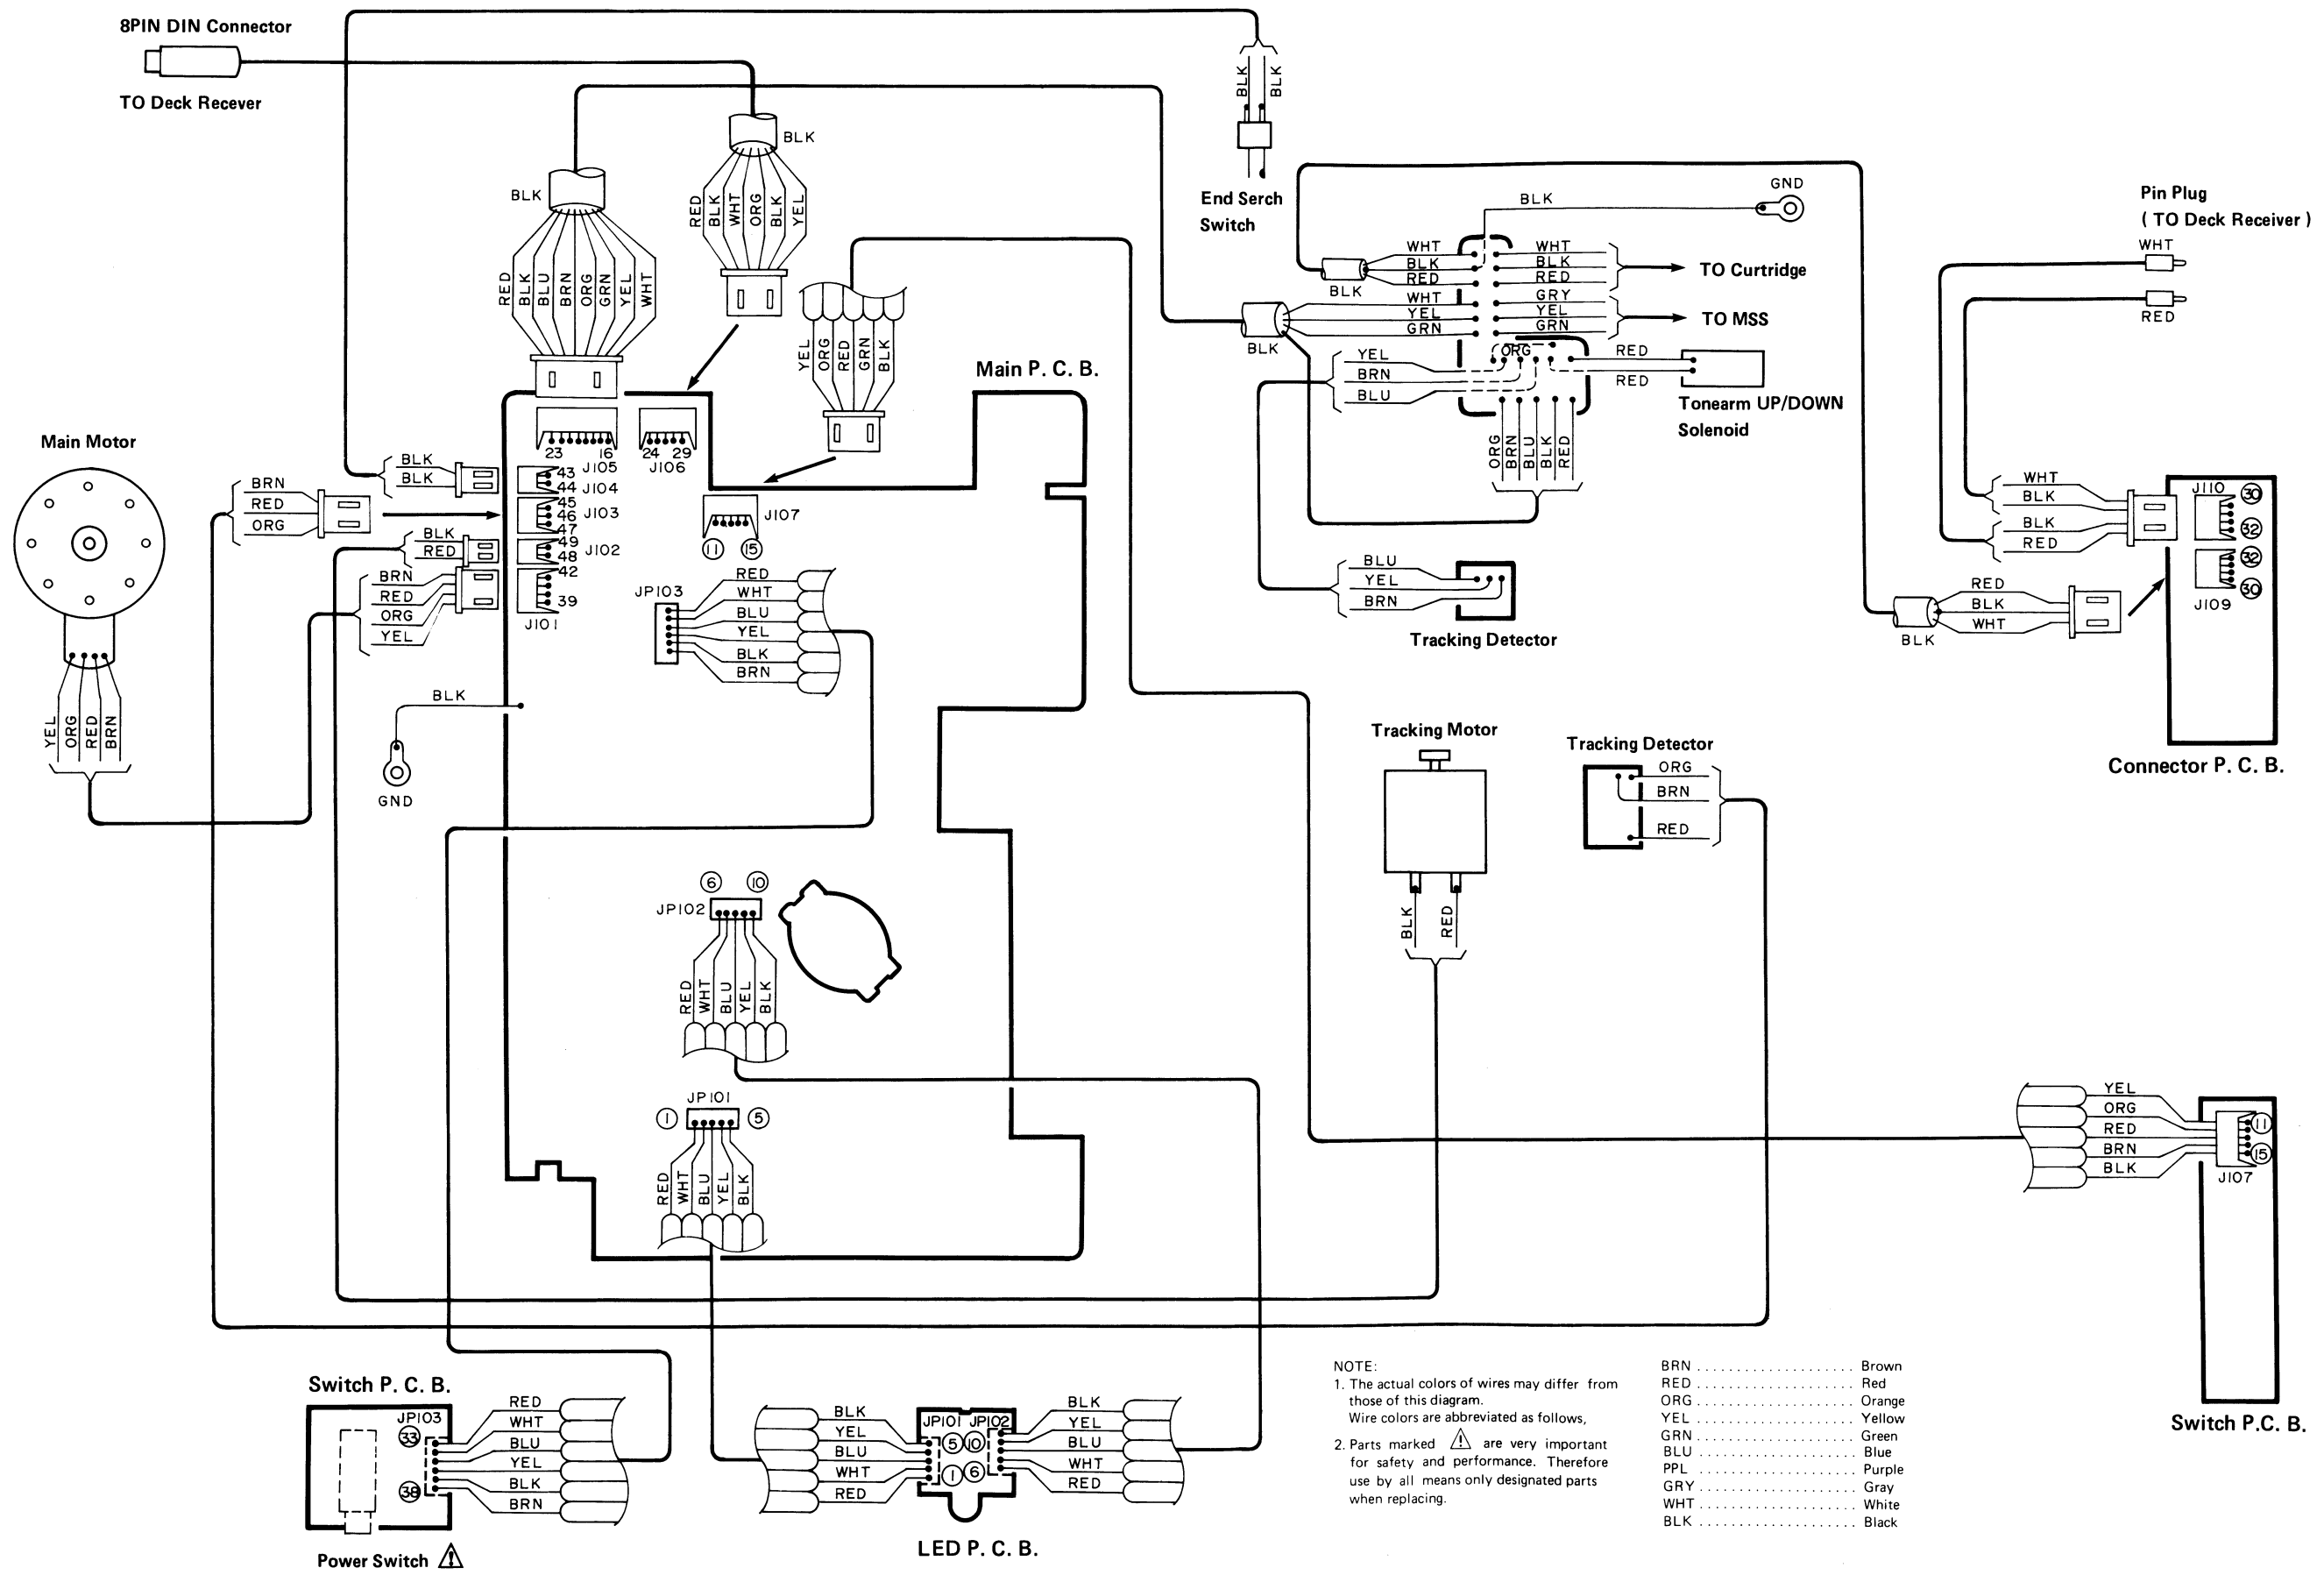 8PIN DIN Connector
TO Deck Recever
BLK
BLK
RED
BLK
WHT
ORG
BLK
YEL
RED
BLK
BLU
BRN
ORG
GRN
YEL
WHT
YEL
ORG
RED
GRN
BLK
BLK
BLK
End Serch
Switch
GND
BLK
WHT
BLK
RED
BLK
WHT
BLK
RED
TO Curtridge
WHT
YEL
GRN
BLK
GRY
YEL
GRN
TO MSS
YEL
BRN
BLU
ORG
RED
RED
Tonearm UP/DOWN
Solenoid
ORG
BRN
BLU
BLK
RED
Pin Plug
( TO Deck Receiver )
WHT
RED
Main P. C. B.
Main Motor
BRN
RED
ORG
BLK
BLK
BLK
RED
BRN
RED
ORG
YEL
23
16
J105
24
29
J106
43
44
J104
45
46
47
J103
49
48
J102
42
39
J101
J107
11
15
JP103
RED
WHT
BLU
YEL
BLK
BRN
YEL
ORG
RED
BRN
BLK
GND
BLU
YEL
BRN
Tracking Detector
WHT
BLK
BLK
RED
J110
30
32
32
30
J109
RED
BLK
WHT
BLK
Connector P. C. B.
Tracking Motor
BLK
RED
Tracking Detector
ORG
BRN
RED
6
10
JP102
RED
WHT
BLU
YEL
BLK
JP101
1
5
RED
WHT
BLU
YEL
BLK
YEL
ORG
RED
BRN
BLK
11
15
J107
Switch P.C. B.
Switch P. C. B.
JP103
33
38
RED
WHT
BLU
YEL
BLK
BRN
Power Switch
BLK
YEL
BLU
WHT
RED
JP101 JP102
5 10
1 6
BLK
YEL
BLU
WHT
RED
LED P. C. B.
NOTE:
1. The actual colors of wires may differ from
those of this diagram.
Wire colors are abbreviated as follows,
2. Parts marked ⚠ are very important
for safety and performance. Therefore
use by all means only designated parts
when replacing.
BRN ................... Brown
RED ................... Red
ORG ................... Orange
YEL ................... Yellow
GRN ................... Green
BLU ................... Blue
PPL ................... Purple
GRY ................... Gray
WHT ................... White
BLK ................... Black